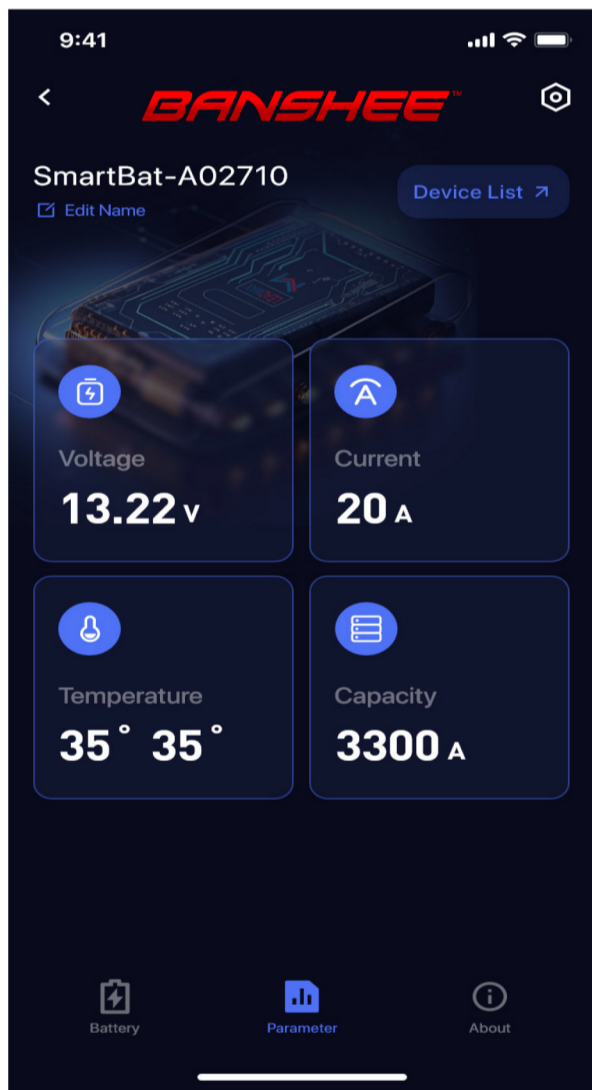 9:41
BANSHEE™
SmartBat-A02710
Edit Name
Device List
Voltage
13.22 V
Current
20 A
Temperature
35° 35°
Capacity
3300 A
Battery
Parameter
About